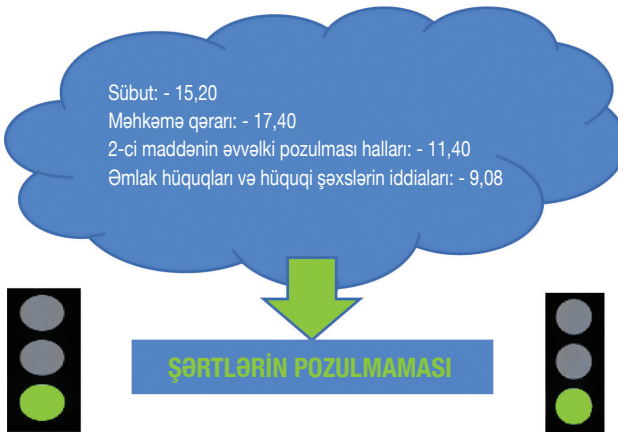 Sübut: - 15,20
Məhkəmə qərarı: - 17,40
2-ci maddənin əvvəlki pozulması halları: - 11,40
Əmlak hüquqları və hüquqi şəxslərin iddiaları: - 9,08
ŞƏRTLƏRİN POZULMAMASI